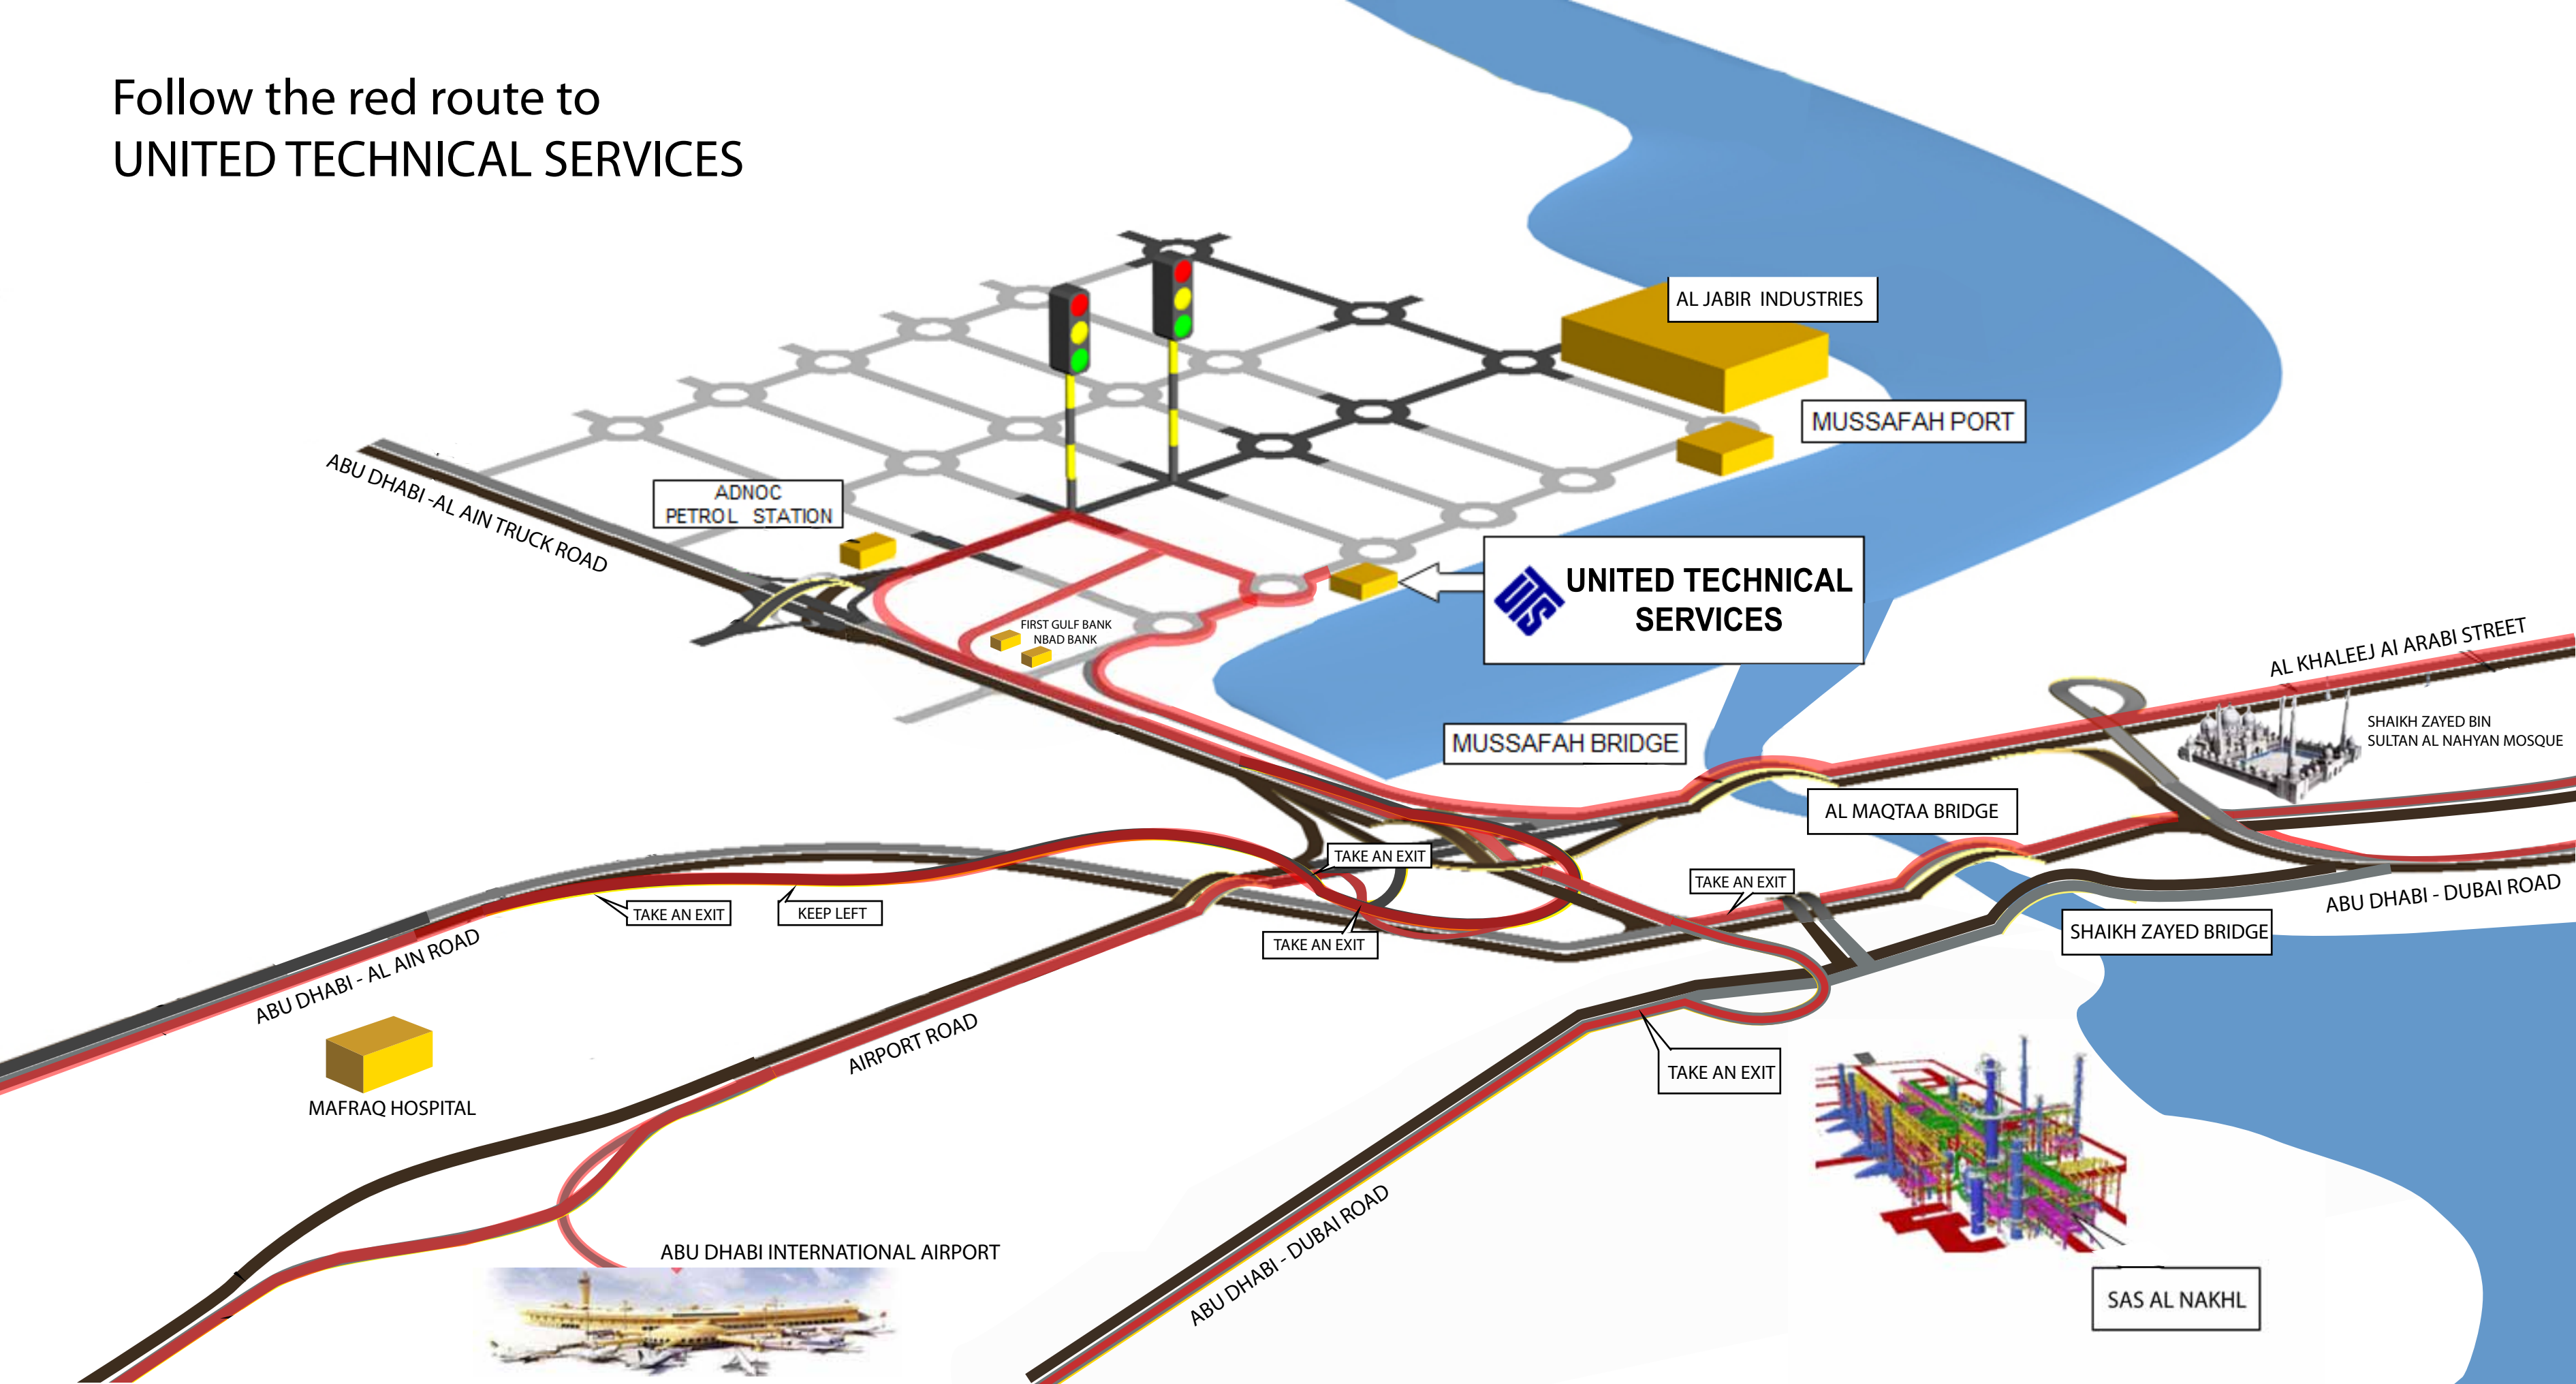 Follow the red route to
UNITED TECHNICAL SERVICES
AL JABIR  INDUSTRIES
MUSSAFAH PORT
ABU DHABI -AL AIN TRUCK ROAD
ADNOC
PETROL STATION
UTS
UNITED TECHNICAL
SERVICES
FIRST GULF BANK
NBAD BANK
AL KHALEEJ AI ARABI STREET
SHAIKH ZAYED BIN
SULTAN AL NAHYAN MOSQUE
MUSSAFAH BRIDGE
AL MAQTAA BRIDGE
TAKE AN EXIT
TAKE AN EXIT
TAKE AN EXIT
KEEP LEFT
TAKE AN EXIT
ABU DHABI - DUBAI ROAD
SHAIKH ZAYED BRIDGE
ABU DHABI - AL AIN ROAD
AIRPORT ROAD
TAKE AN EXIT
MAFRAQ HOSPITAL
ABU DHABI - DUBAI ROAD
ABU DHABI INTERNATIONAL AIRPORT
SAS AL NAKHL